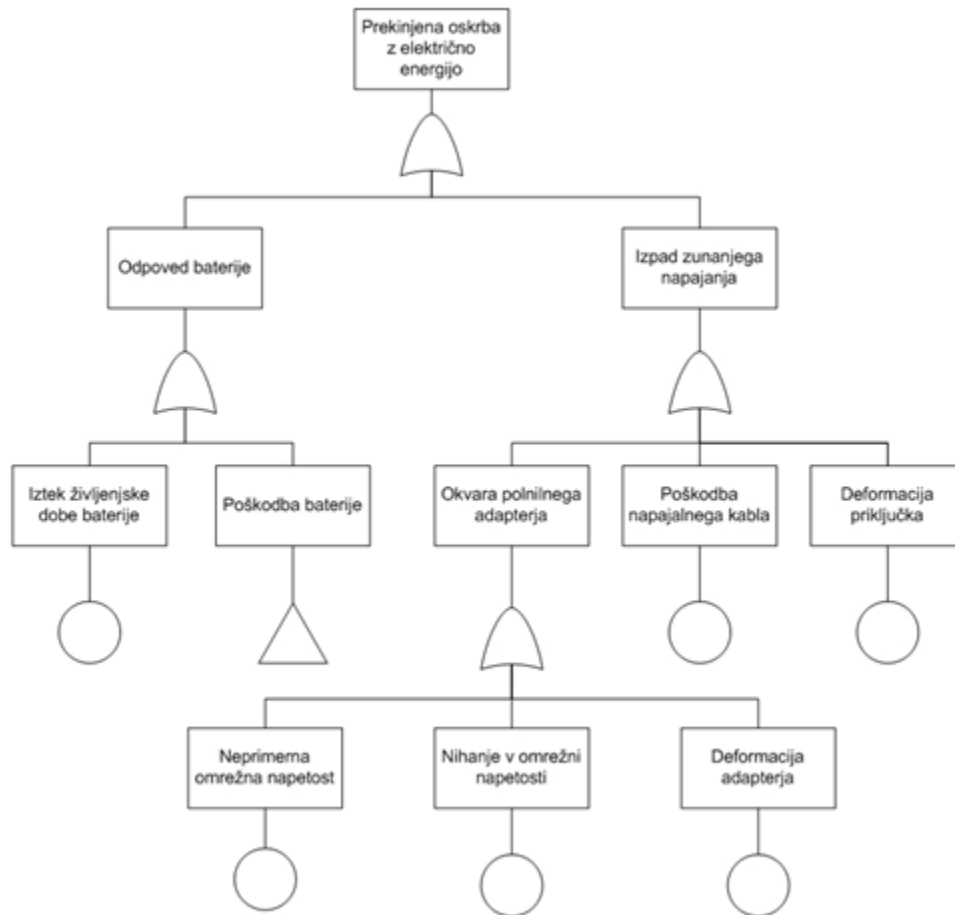 Prekinjena oskrba
z električno
energijo
Odpoved baterije
Izpad zunanjega
napajanja
Iztek življenjske
dobe baterije
Poškodba baterije
Okvara polnilnega
adapterja
Poškodba
napajalnega kabla
Deformacija
priključka
Neprimerna
omrežna napetost
Nihanje v omrežni
napetosti
Deformacija
adapterja